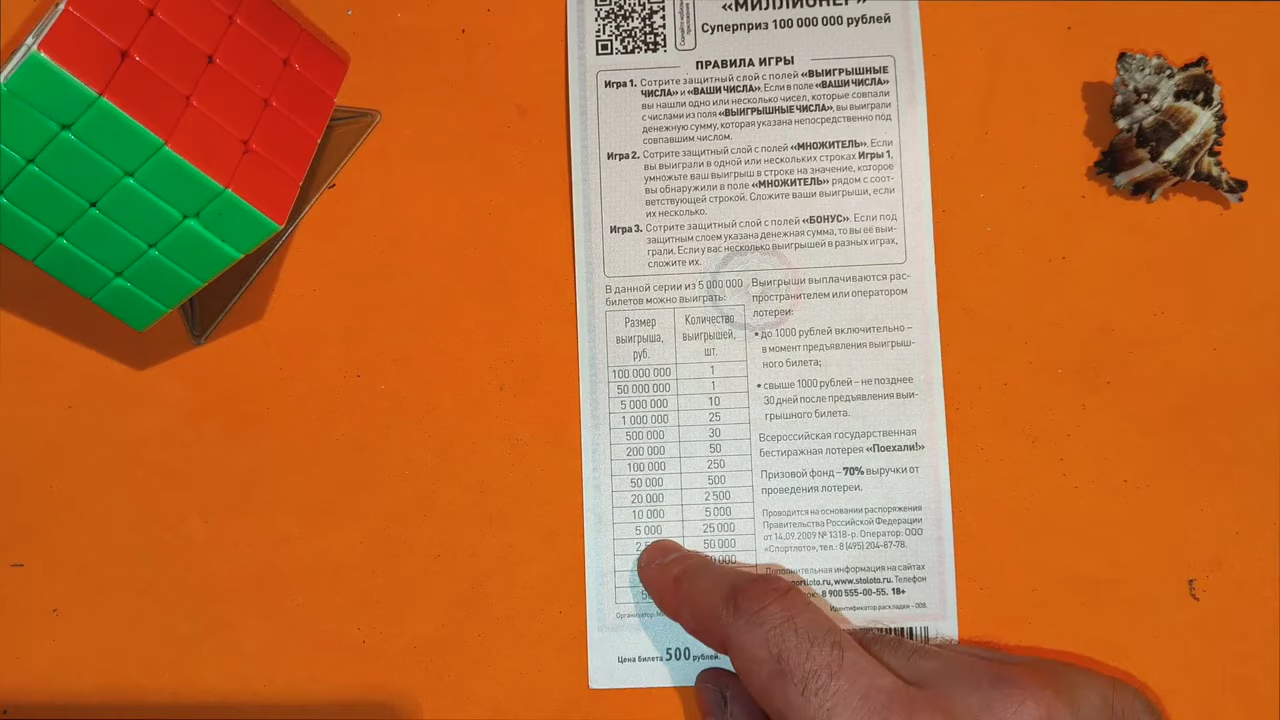 «МИЛЛИОНЕР»
Суперприз 100 000 000 рублей
ПРАВИЛА ИГРЫ
Игра 1. Сотрите защитный слой с полей «ВЫИГРЫШНЫЕ
ЧИСЛА» и «ВАШИ ЧИСЛА». Если в поле «ВАШИ ЧИСЛА»
вы нашли одно или несколько чисел, которые совпали
с числами из поля «ВЫИГРЫШНЫЕ ЧИСЛА», вы выиграли
денежную сумму, которая указана непосредственно под
совпавшим числом.
Игра 2. Сотрите защитный слой с полей «МНОЖИТЕЛЬ». Если
вы выиграли в одной или нескольких строках Игры 1,
умножьте ваш выигрыш в строке на значение, которое
вы обнаружили в поле «МНОЖИТЕЛЬ» рядом с соот-
ветствующей строкой. Сложите ваши выигрыши, если
их несколько.
Игра 3. Сотрите защитный слой с полей «БОНУС». Если под
защитным слоем указана денежная сумма, то вы её выи-
грали. Если у вас несколько выигрышей в разных играх,
сложите их.
В данной серии из 5 000 000
билетов можно выиграть:
Размер выигрыша, руб. Количество выигрышей, шт.
100 000 000 1
50 000 000 1
5 000 000 10
1 000 000 25
500 000 30
200 000 50
100 000 250
50 000 500
20 000 2 500
10 000 5 000
5 000 25 000
50 000
Выигрыши выплачиваются рас-
пространителем или оператором
лотереи:
• до 1000 рублей включительно –
в момент предъявления выигрыш-
ного билета;
• свыше 1000 рублей – не позднее
30 дней после предъявления выи-
грышного билета.
Всероссийская государственная
бестиражная лотерея «Поехали!»
Призовой фонд – 70% выручки от
проведения лотереи.
Проводится на основании распоряжения
Правительства Российской Федерации
от 14.09.2009 № 1318-р. Оператор: ООО
«Спортлото», тел.: 8 (495) 204-87-78.
Дополнительная информация на сайтах
www.stoloto.ru. Телефон
8 900 555-00-55. 18+
Организатор:
Идентификатор раскладки – 008.
Цена билета 500 рублей.